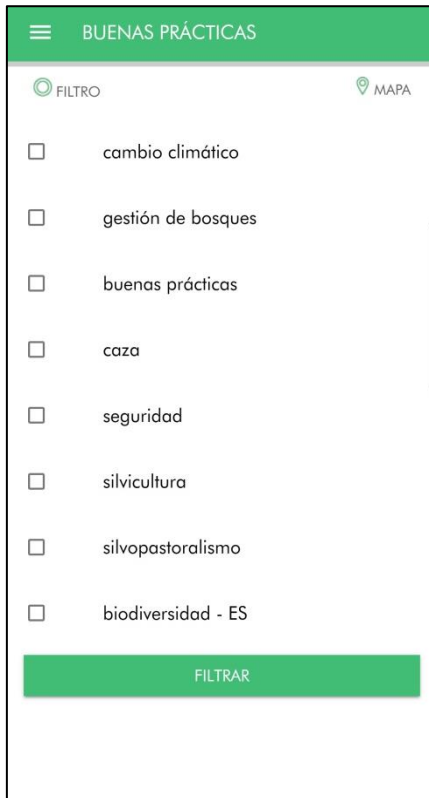 BUENAS PRÁCTICAS
FILTRO MAPA
cambio climático
gestión de bosques
buenas prácticas
caza
seguridad
silvicultura
silvopastoralismo
biodiversidad - ES
FILTRAR